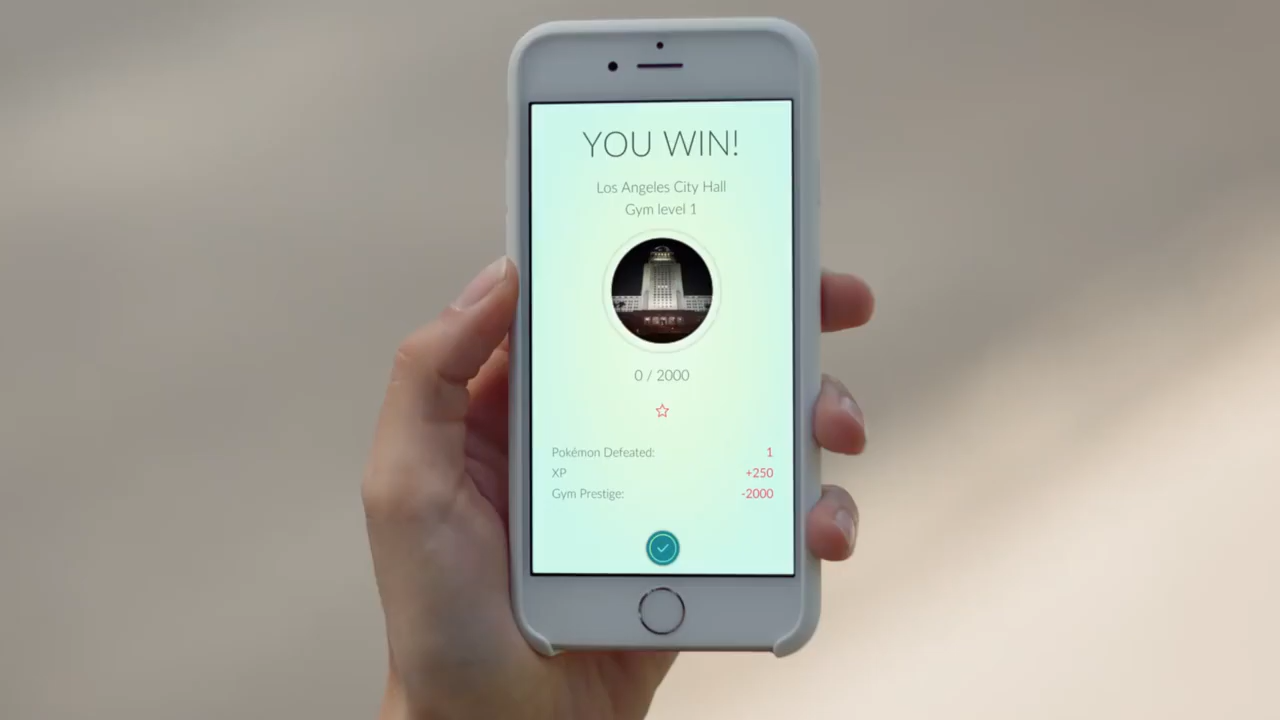 YOU WIN!
Los Angeles City Hall
Gym level 1
0 / 2000
Pokémon Defeated: 1
XP +250
Gym Prestige: -2000